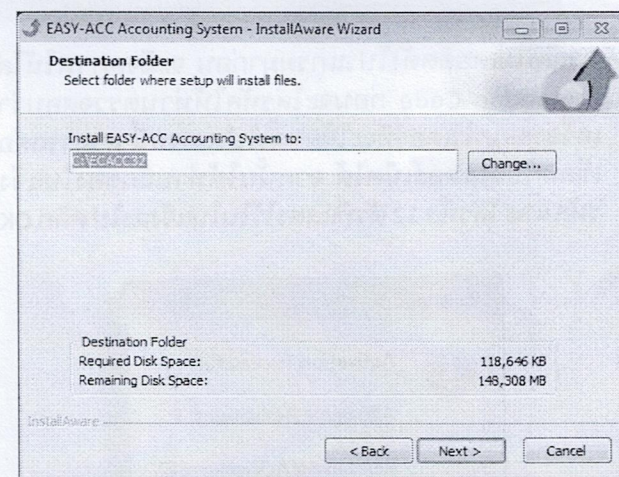 EASY-ACC Accounting System - InstallAware Wizard
Destination Folder
Select folder where setup will install files.
Install EASY-ACC Accounting System to:
C:\ECACC32
Change...
Destination Folder
Required Disk Space: 118,646 KB
Remaining Disk Space: 148,308 MB
InstallAware
< Back Next > Cancel